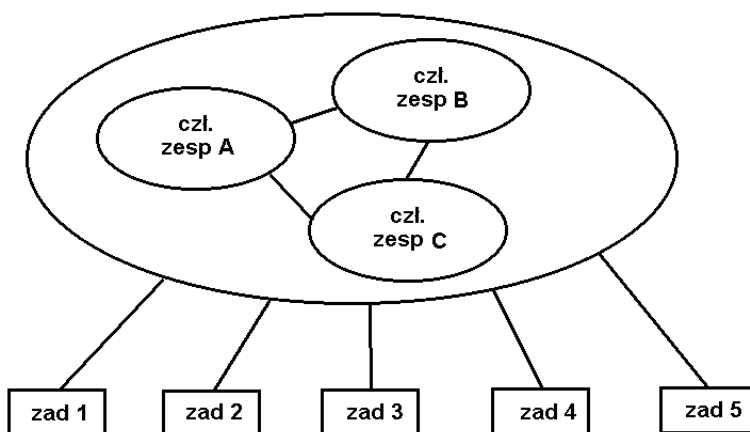 czł.
zesp B
czł.
zesp A
czł.
zesp C
zad 1
zad 2
zad 3
zad 4
zad 5